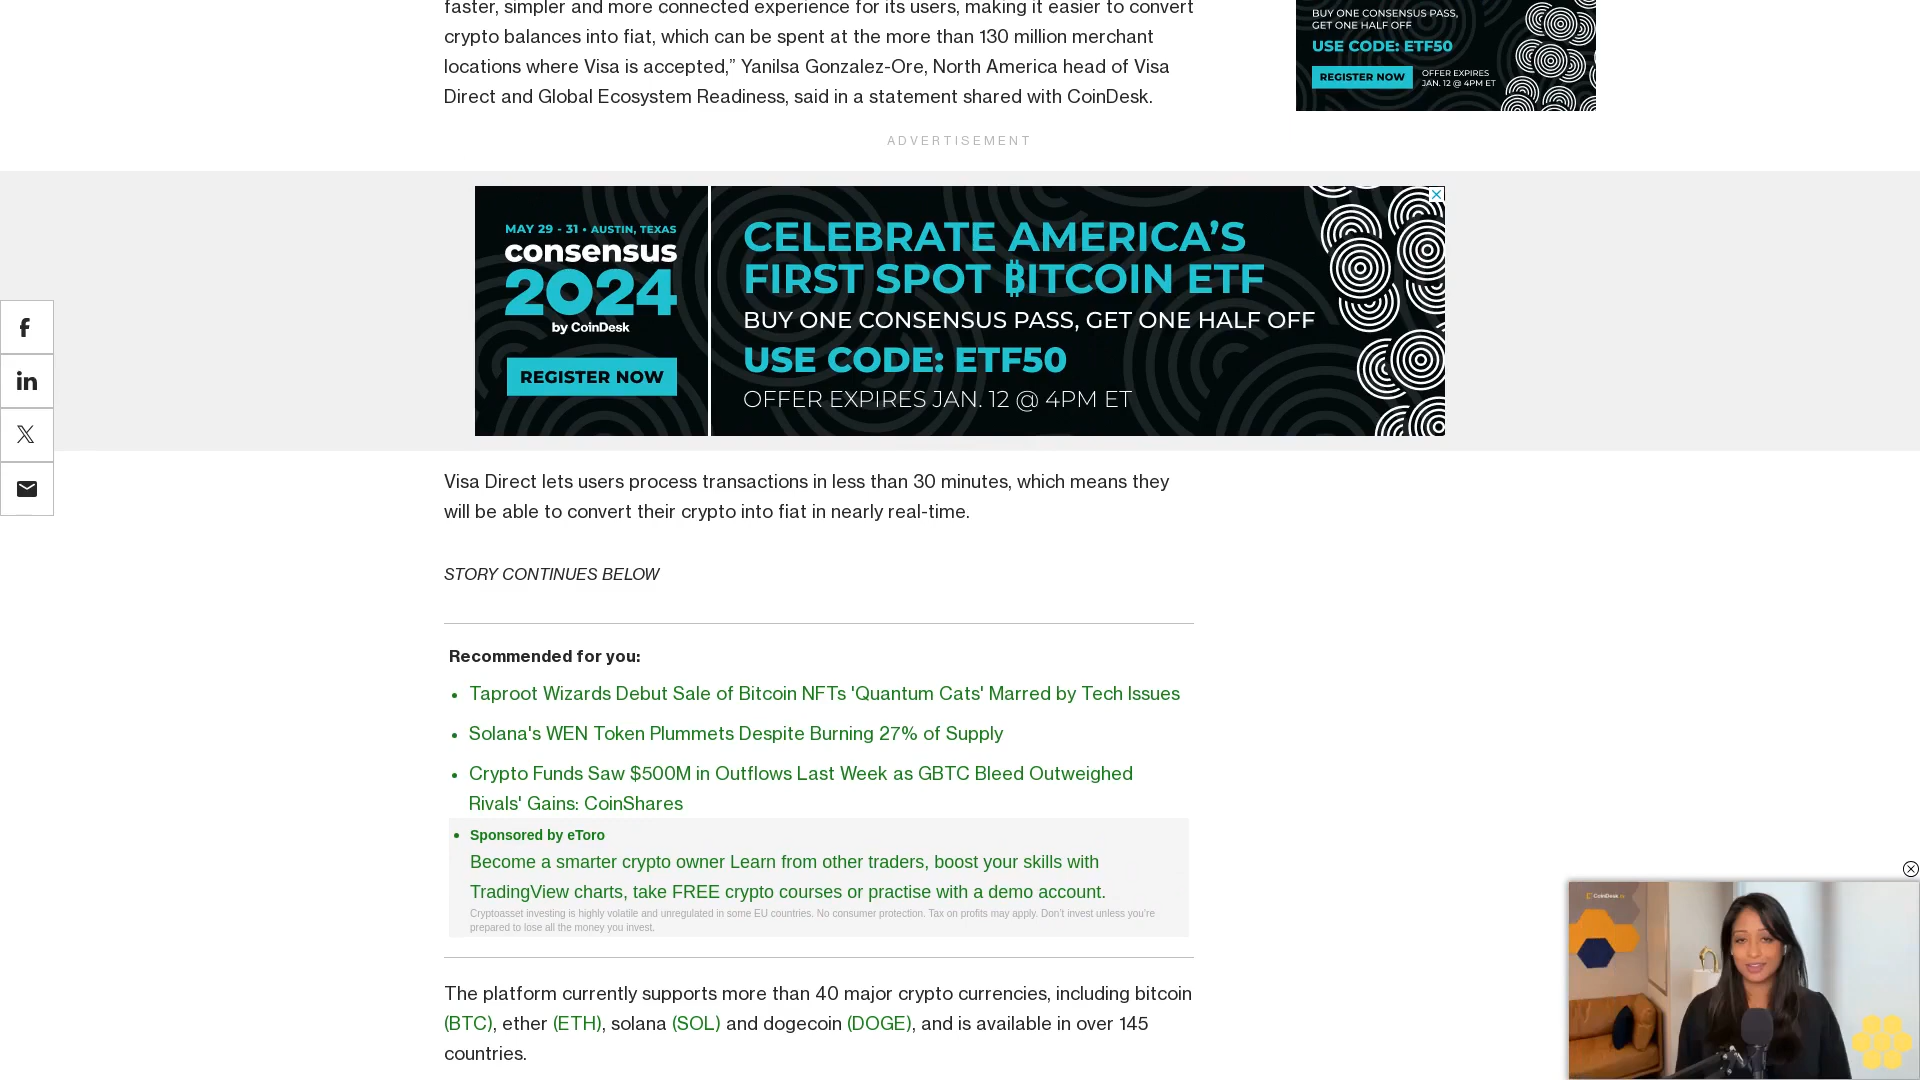 faster, simpler and more connected experience for its users, making it easier to convert
crypto balances into fiat, which can be spent at the more than 130 million merchant
locations where Visa is accepted,” Yanilsa Gonzalez-Ore, North America head of Visa
Direct and Global Ecosystem Readiness, said in a statement shared with CoinDesk.
BUY ONE CONSENSUS PASS,
GET ONE HALF OFF
USE CODE: ETF50
REGISTER NOW
OFFER EXPIRES
JAN. 12 @ 4PM ET
ADVERTISEMENT
MAY 29 - 31 • AUSTIN, TEXAS
consensus
2024
by CoinDesk
REGISTER NOW
CELEBRATE AMERICA’S
FIRST SPOT ₿ITCOIN ETF
BUY ONE CONSENSUS PASS, GET ONE HALF OFF
USE CODE: ETF50
OFFER EXPIRES JAN. 12 @ 4PM ET
Visa Direct lets users process transactions in less than 30 minutes, which means they
will be able to convert their crypto into fiat in nearly real-time.
STORY CONTINUES BELOW
Recommended for you:
• Taproot Wizards Debut Sale of Bitcoin NFTs 'Quantum Cats' Marred by Tech Issues
• Solana's WEN Token Plummets Despite Burning 27% of Supply
• Crypto Funds Saw $500M in Outflows Last Week as GBTC Bleed Outweighed
Rivals' Gains: CoinShares
• Sponsored by eToro
Become a smarter crypto owner Learn from other traders, boost your skills with
TradingView charts, take FREE crypto courses or practise with a demo account.
Cryptoasset investing is highly volatile and unregulated in some EU countries. No consumer protection. Tax on profits may apply. Don’t invest unless you’re
prepared to lose all the money you invest.
The platform currently supports more than 40 major crypto currencies, including bitcoin
(BTC), ether (ETH), solana (SOL) and dogecoin (DOGE), and is available in over 145
countries.
CoinDesk